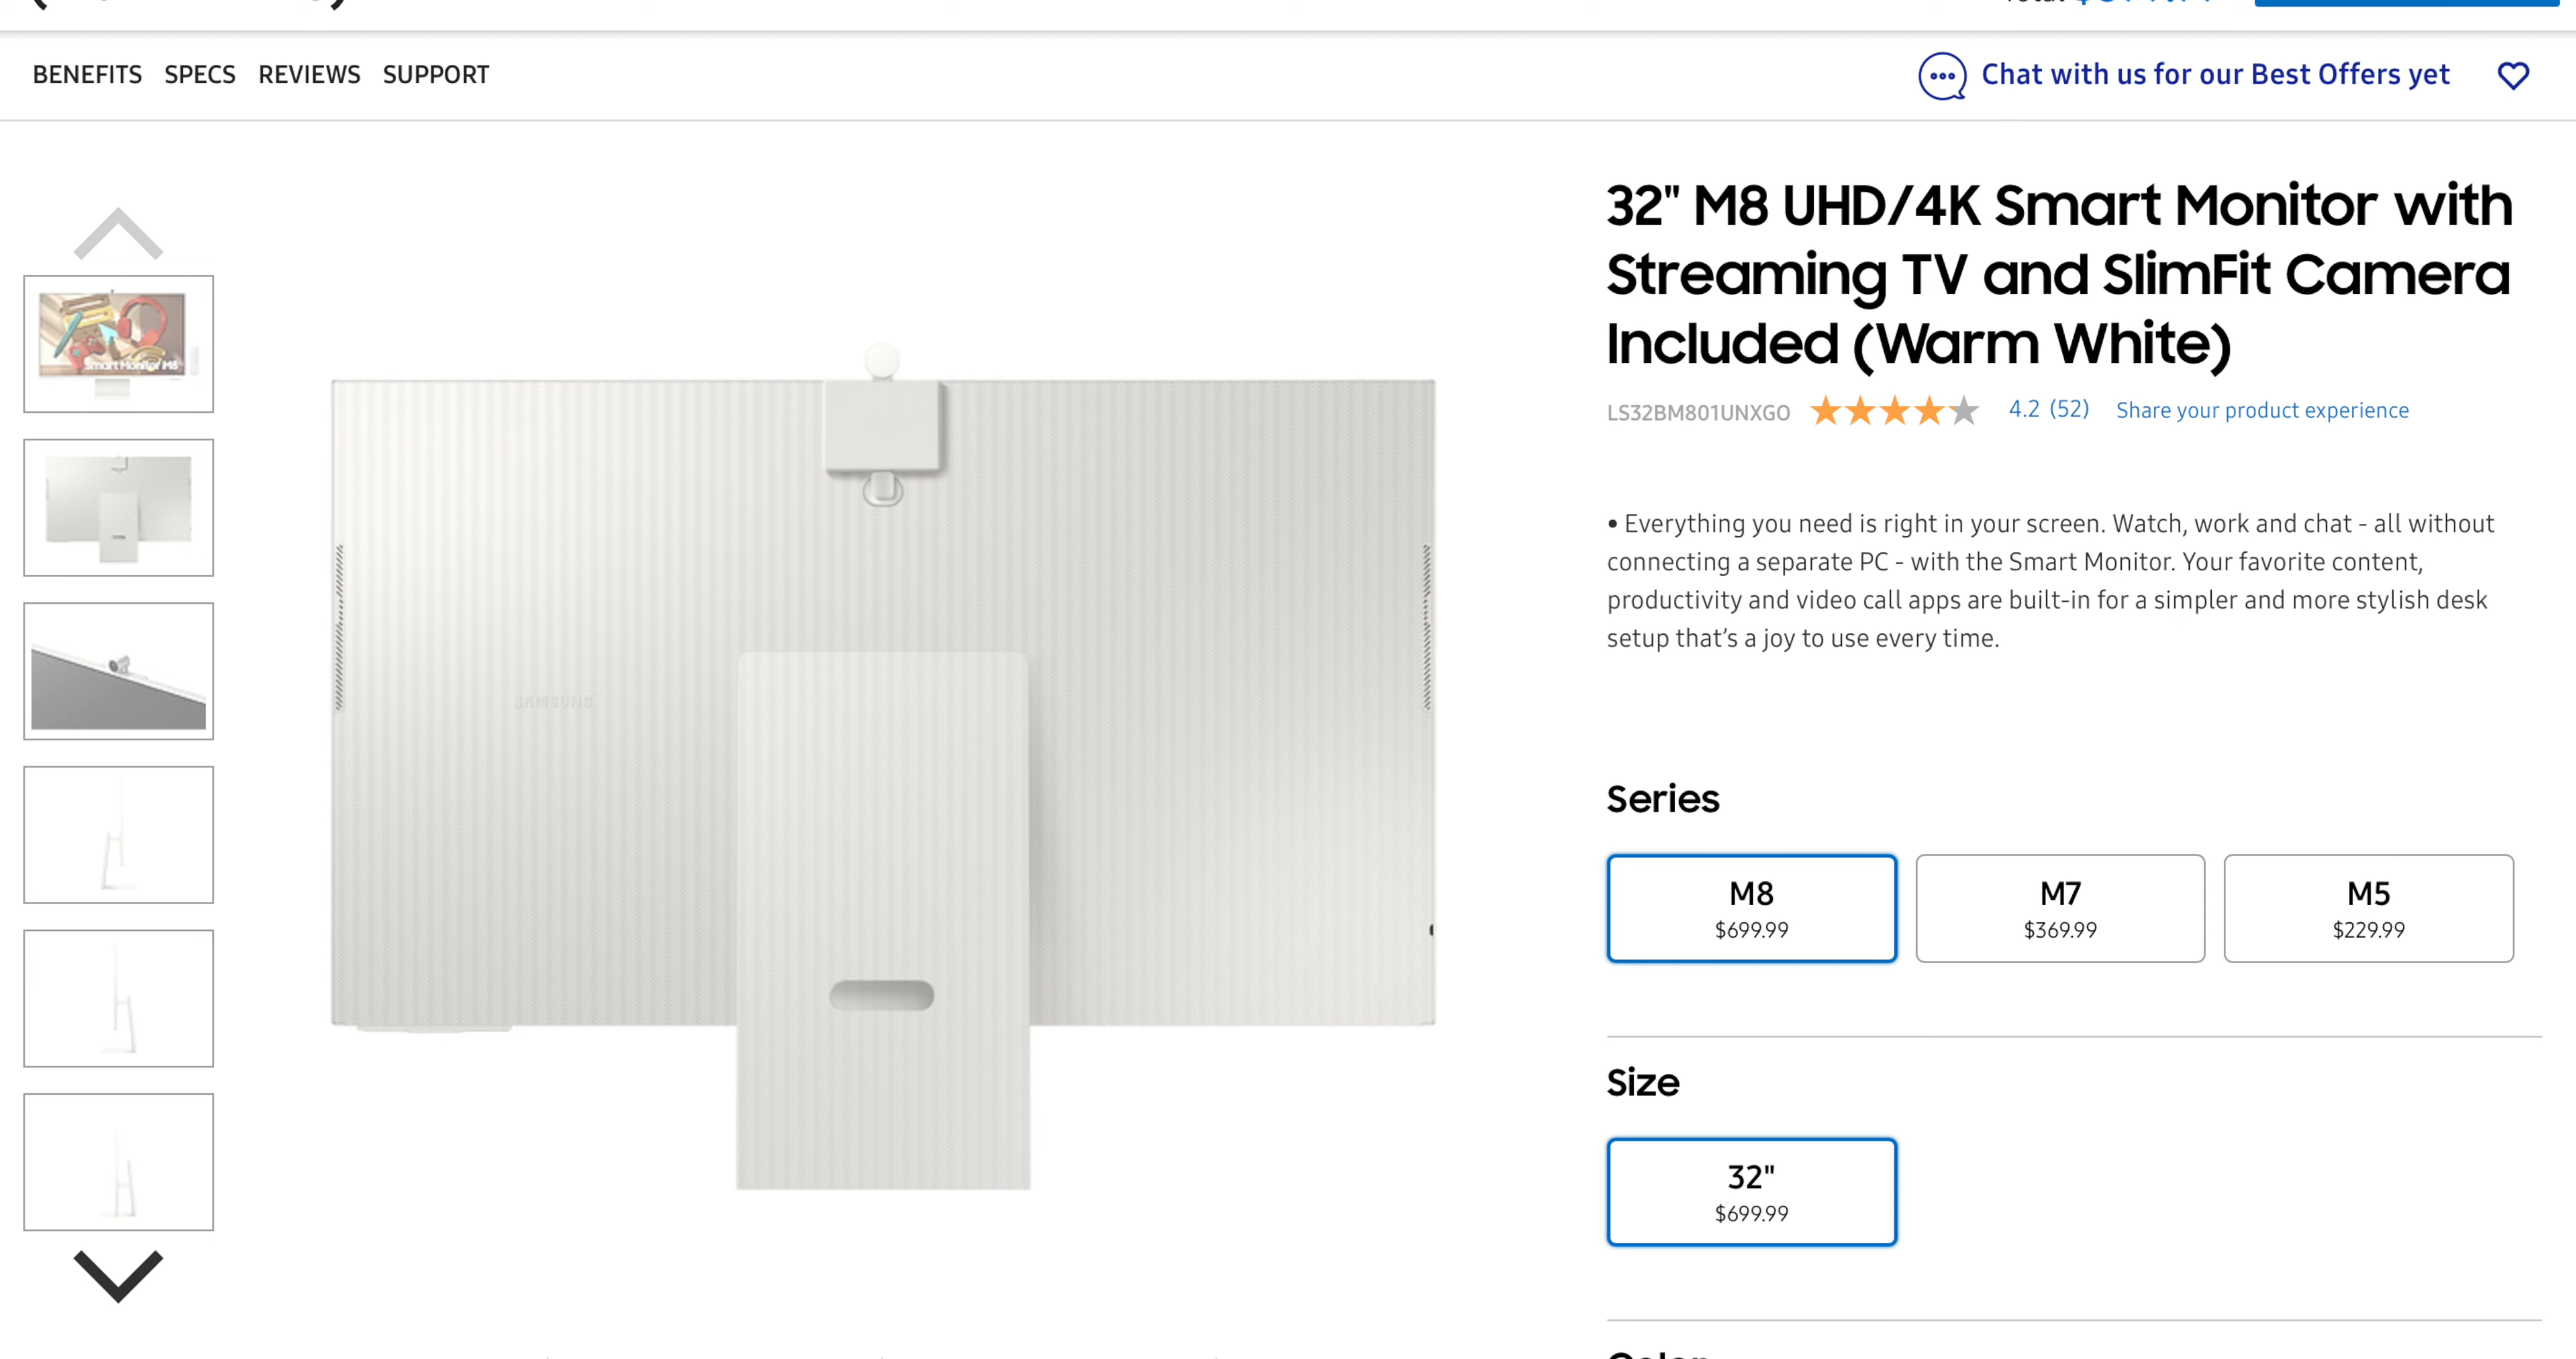 BENEFITS SPECS REVIEWS SUPPORT
Chat with us for our Best Offers yet
Smart Monitor M8
SAMSUNG
32" M8 UHD/4K Smart Monitor with
Streaming TV and SlimFit Camera
Included (Warm White)
LS32BM801UNXGO 4.2 (52) Share your product experience
• Everything you need is right in your screen. Watch, work and chat - all without
connecting a separate PC - with the Smart Monitor. Your favorite content,
productivity and video call apps are built-in for a simpler and more stylish desk
setup that’s a joy to use every time.
Series
M8
$699.99
M7
$369.99
M5
$229.99
Size
32"
$699.99